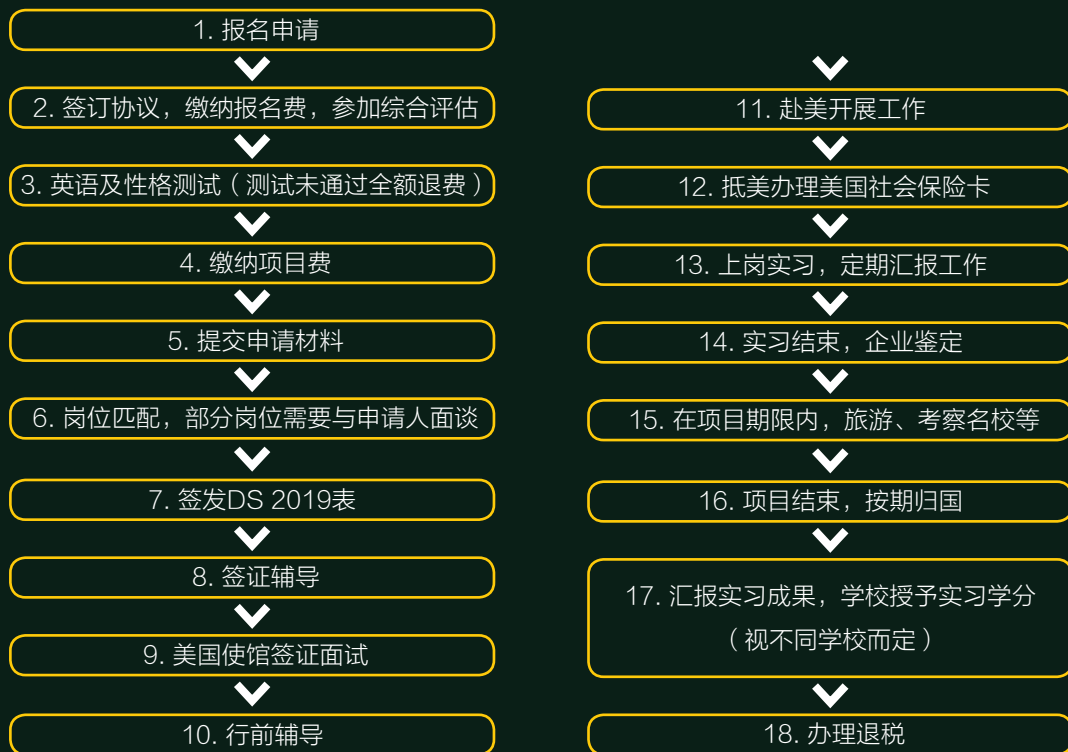 1. 报名申请
2. 签订协议，缴纳报名费，参加综合评估
3. 英语及性格测试（测试未通过全额退费）
4. 缴纳项目费
5. 提交申请材料
6. 岗位匹配，部分岗位需要与申请人面谈
7. 签发DS 2019表
8. 签证辅导
9. 美国使馆签证面试
10. 行前辅导
11. 赴美开展工作
12. 抵美办理美国社会保险卡
13. 上岗实习，定期汇报工作
14. 实习结束，企业鉴定
15. 在项目期限内，旅游、考察名校等
16. 项目结束，按期归国
17. 汇报实习成果，学校授予实习学分
（视不同学校而定）
18. 办理退税